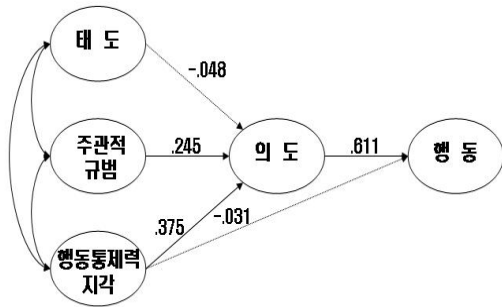 태 도
-.048
주관적
규범
.245
의 도
.611
행 동
.375
-.031
행동통제력
지각